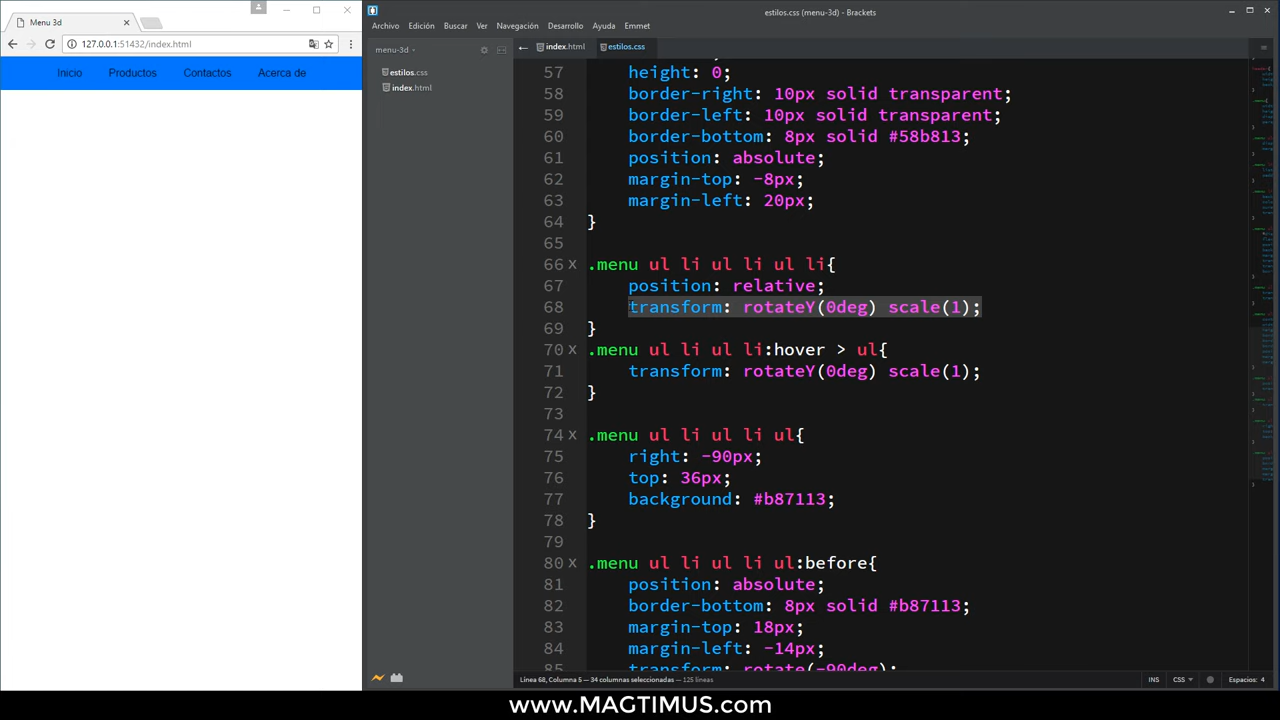 Menu 3d
127.0.0.1:51432/index.html
Inicio Productos Contactos Acerca de
estilos.css (menu-3d) - Brackets
Archivo Edición Buscar Ver Navegación Desarrollo Ayuda Emmet
menu-3d
estilos.css
index.html
index.html estilos.css
57 height: 0;
58 border-right: 10px solid transparent;
59 border-left: 10px solid transparent;
60 border-bottom: 8px solid #58b813;
61 position: absolute;
62 margin-top: -8px;
63 margin-left: 20px;
64 }
65
66 .menu ul li ul li ul li{
67 position: relative;
68 transform: rotateY(0deg) scale(1);
69 }
70 .menu ul li ul li:hover > ul{
71 transform: rotateY(0deg) scale(1);
72 }
73
74 .menu ul li ul li ul{
75 right: -90px;
76 top: 36px;
77 background: #b87113;
78 }
79
80 .menu ul li ul li ul:before{
81 position: absolute;
82 border-bottom: 8px solid #b87113;
83 margin-top: 18px;
84 margin-left: -14px;
85 transform: rotate(-90deg);
Línea 68, Columna 5 — 34 columnas seleccionadas — 125 líneas
INS CSS Espacios: 4
www.MAGTIMUS.com